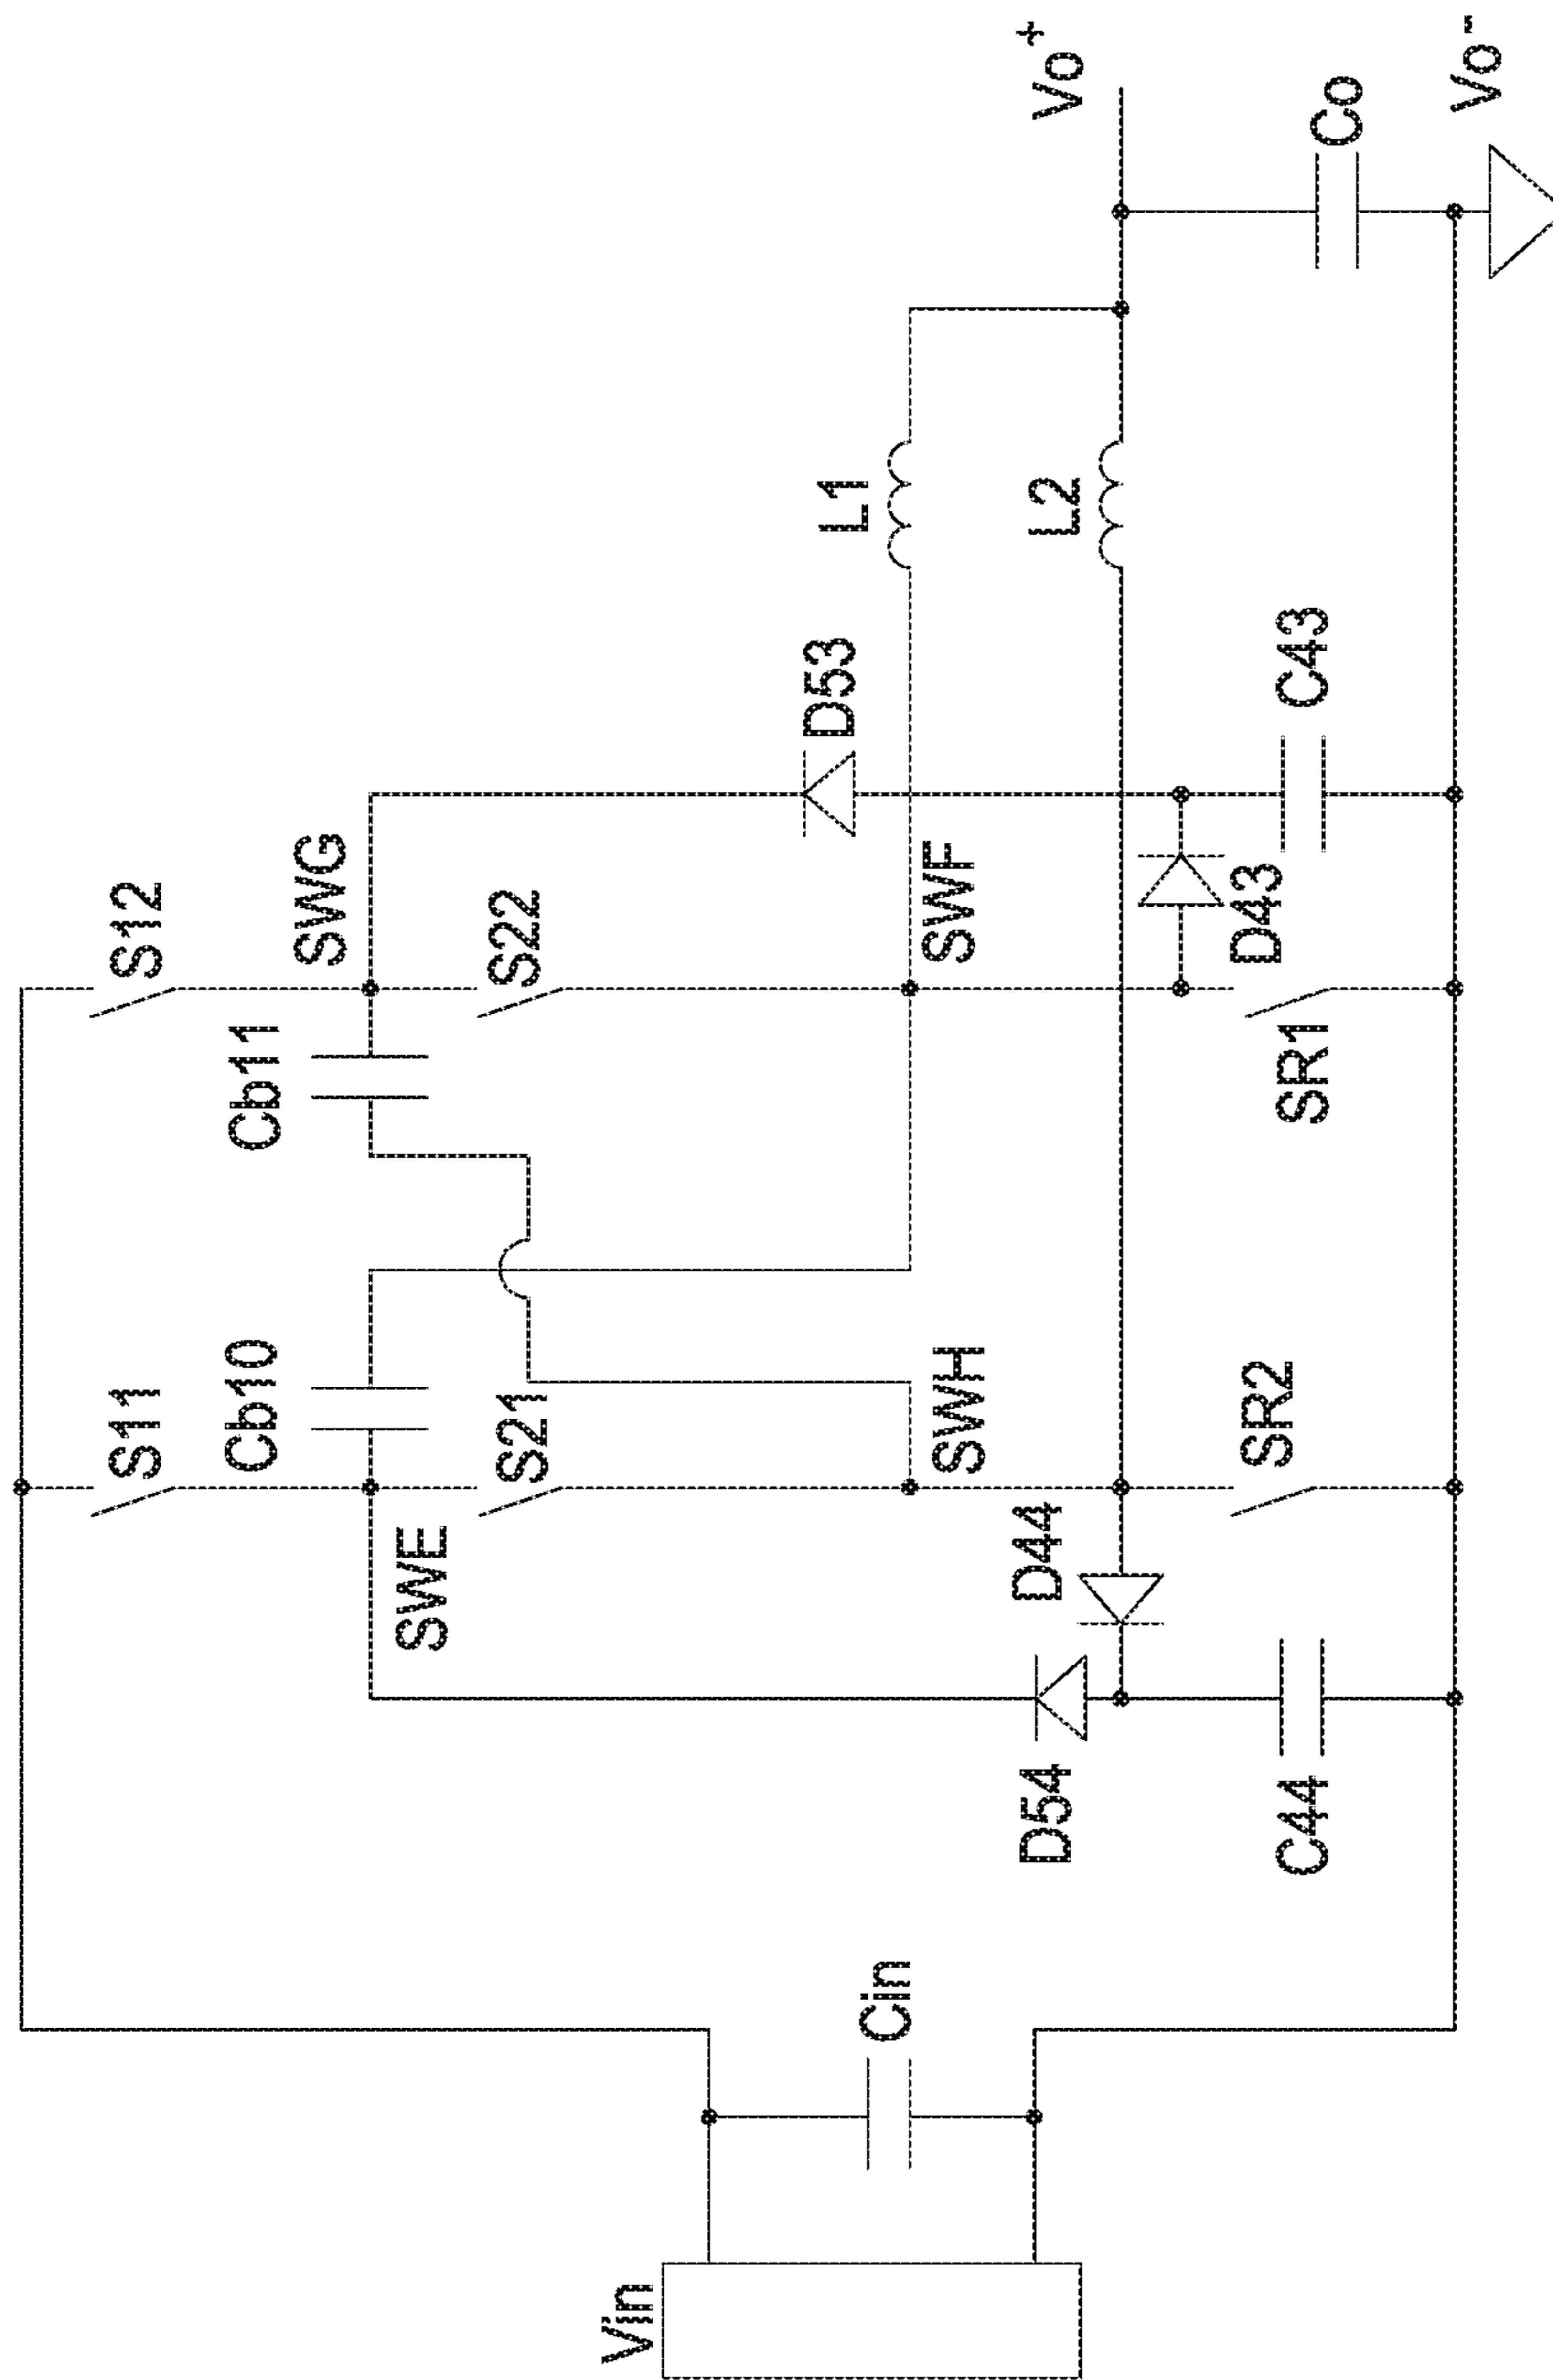 Vin
Cin
S11
S12
Cb10
Cb11
SWE
SWG
S21
S22
SWH
SWF
D53
L1
L2
D54
D44
D43
C44
SR2
SR1
C43
Vo+
Co
Vo-